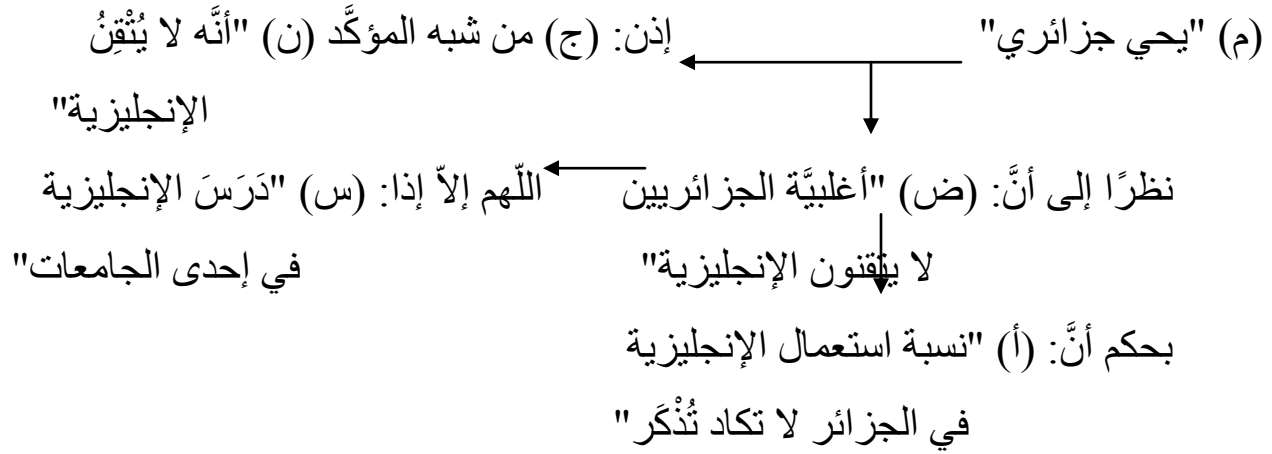 (م) "يحي جزائري" إذن: (ج) من شبه المؤكَّد (ن) "أنَّه لا يُتْقِنُ
الإنجليزية"
نظرًا إلى أنَّ: (ض) "أغلبيَّة الجزائريين اللّهم إلاّ إذا: (س) "دَرَسَ الإنجليزية
لا يتقنون الإنجليزية" في إحدى الجامعات"
بحكم أنَّ: (أ) "نسبة استعمال الإنجليزية
في الجزائر لا تكاد تُذْكَر"